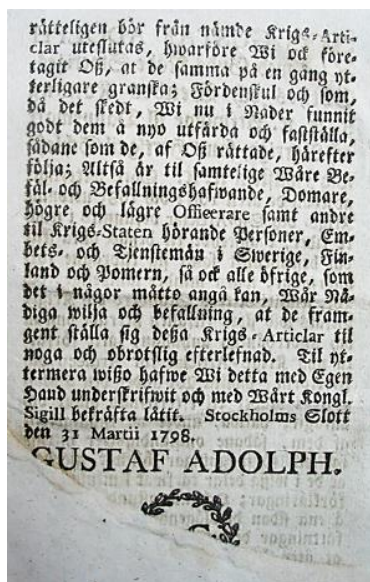 rätteligen bör från nämde Krigs-Arti-
clar uteslutas, hwarföre Wi ock före-
tagit Oß, at de samma på en gång yt-
terligare granska; Fördenskul och som,
då det skedt, Wi nu i Nåder funnit
godt dem å nyo utfärda och fastställa,
sådane som de, af Oß rättade, härefter
följa; Altså är til samtelige Wåre Be-
fäl- och Befallningshafwande, Domare,
högre och lägre Officerare samt andre
til Krigs-Staten hörande Personer, Em-
bets- och Tjenstemän i Swerige, Fin-
land och Pomern, så ock alle öfrige, som
det i någor måtto angå kan, Wår Nå-
diga wilja och befallning, at de fram-
gent ställa sig deßa Krigs-Articlar til
noga och obrotslig efterlefnad. Til yt-
termera wißo hafwe Wi detta med Egen
Hand underskrifwit och med Wårt Kongl.
Sigill bekräfta låtit. Stockholms Slott
den 31 Martii 1798.
GUSTAF ADOLPH.